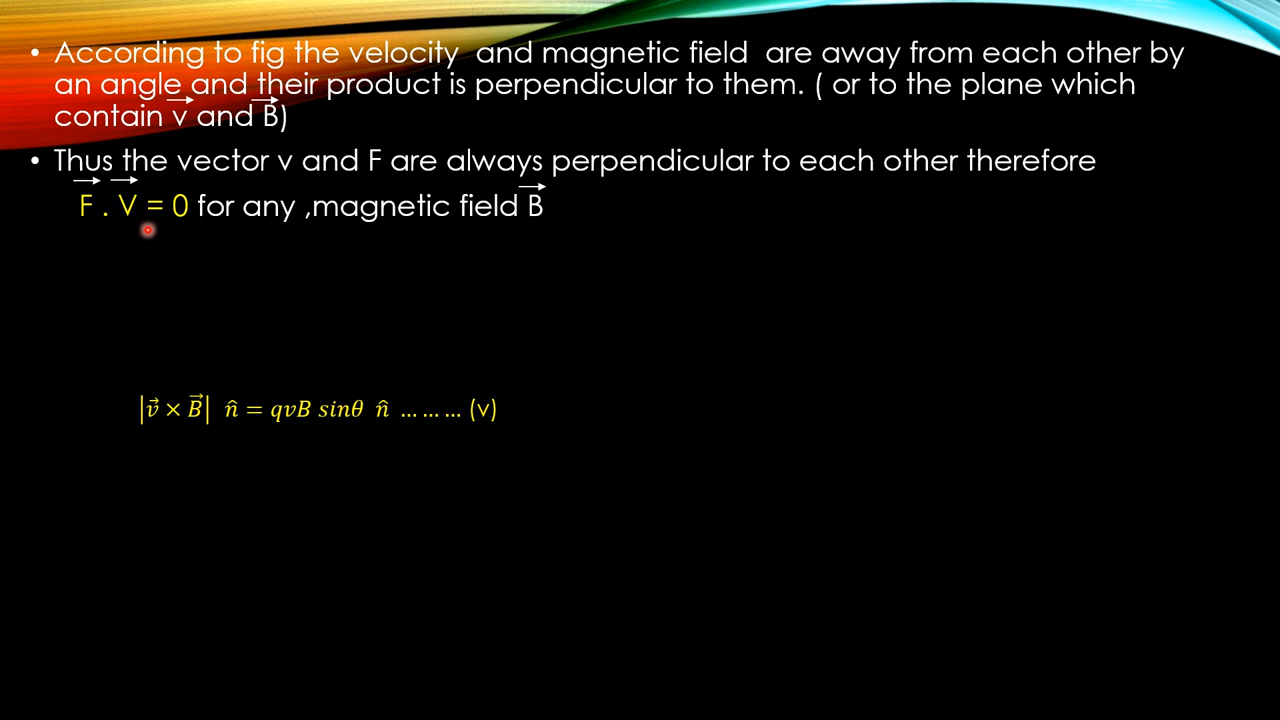 • According to fig the velocity and magnetic field are away from each other by
an angle and their product is perpendicular to them. ( or to the plane which
contain v⃗ and B⃗)
• Thus the vector v and F are always perpendicular to each other therefore
F⃗ . V⃗ = 0 for any ,magnetic field B⃗
|v⃗ × B⃗| n̂ = qvB sinθ n̂ ... ... ... (v)